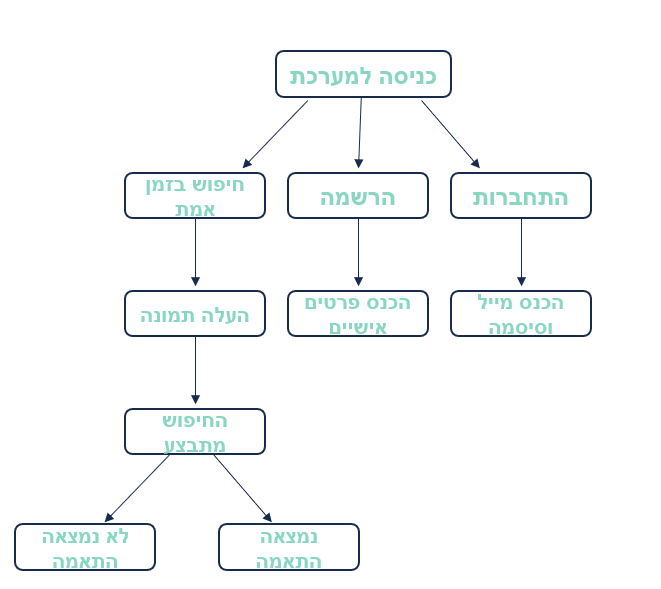 כניסה למערכת
התחברות
הרשמה
חיפוש בזמן
אמת
הכנס מייל
וסיסמה
הכנס פרטים
אישיים
העלה תמונה
החיפוש
מתבצע
נמצאה
התאמה
לא נמצאה
התאמה